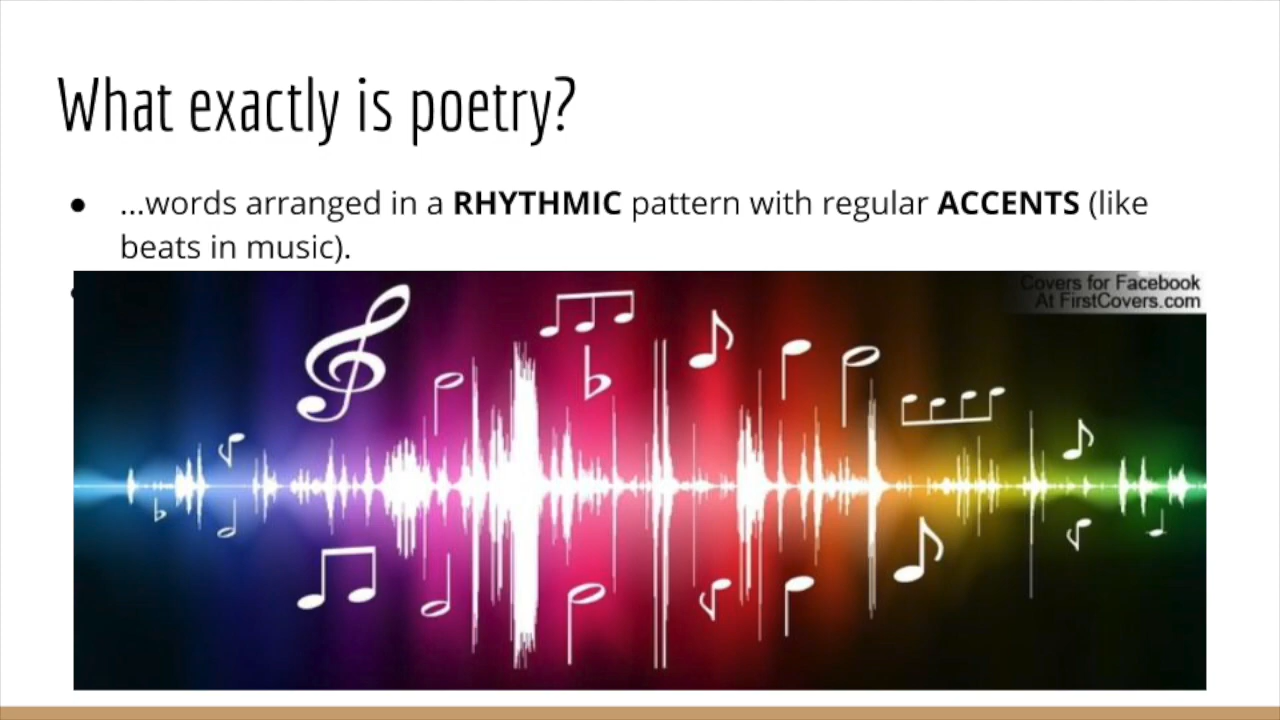 What exactly is poetry?
● ...words arranged in a RHYTHMIC pattern with regular ACCENTS (like
beats in music).
Covers for Facebook
At FirstCovers.com